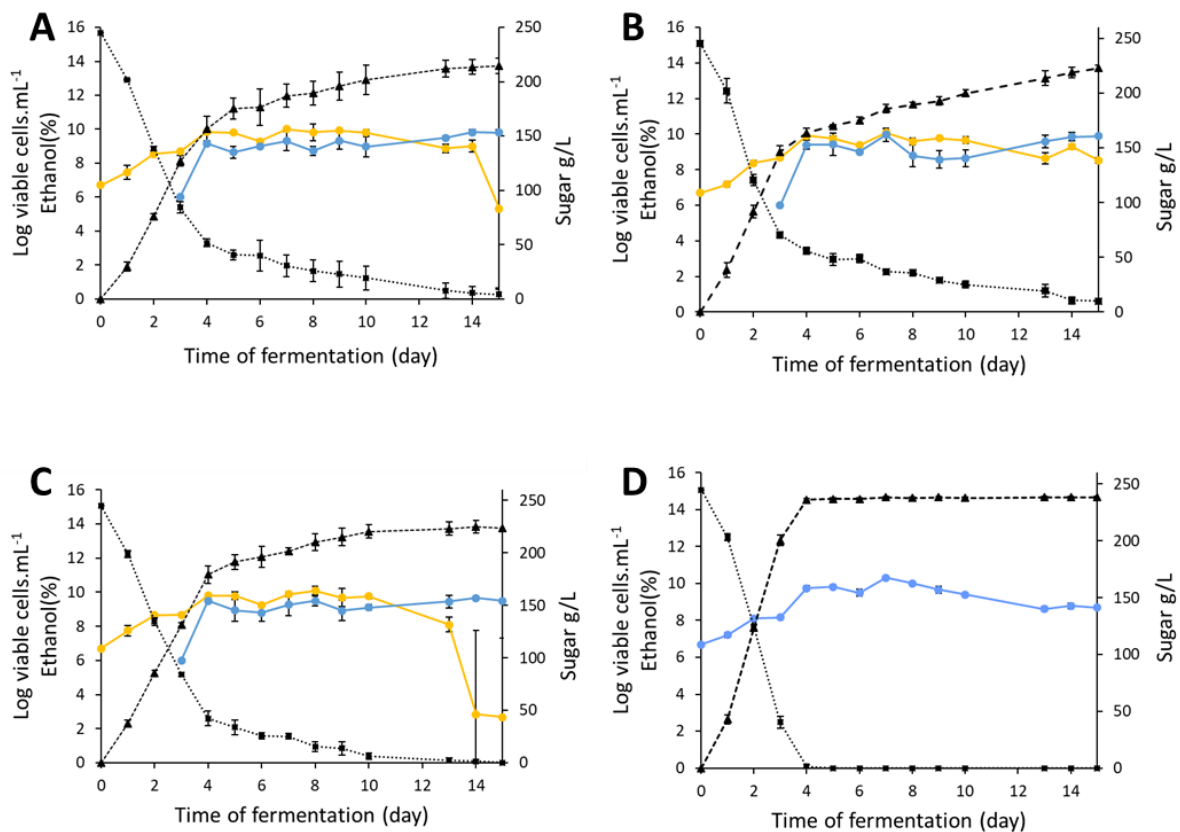 A
Log viable cells.mL-1
Ethanol(%)
16
14
12
10
8
6
4
2
0
250
200
150
100
50
0
Sugar g/L
0 2 4 6 8 10 12 14
Time of fermentation (day)
B
Log viable cells.mL-1
Ethanol(%)
16
14
12
10
8
6
4
2
0
250
200
150
100
50
0
Sugar g/L
0 2 4 6 8 10 12 14
Time of fermentation (day)
C
Log viable cells.mL-1
Ethanol(%)
16
14
12
10
8
6
4
2
0
250
200
150
100
50
0
Sugar g/L
0 2 4 6 8 10 12 14
Time of fermentation (day)
D
Log viable cells.mL-1
Ethanol(%)
16
14
12
10
8
6
4
2
0
250
200
150
100
50
0
Sugar g/L
0 2 4 6 8 10 12 14
Time of fermentation (day)